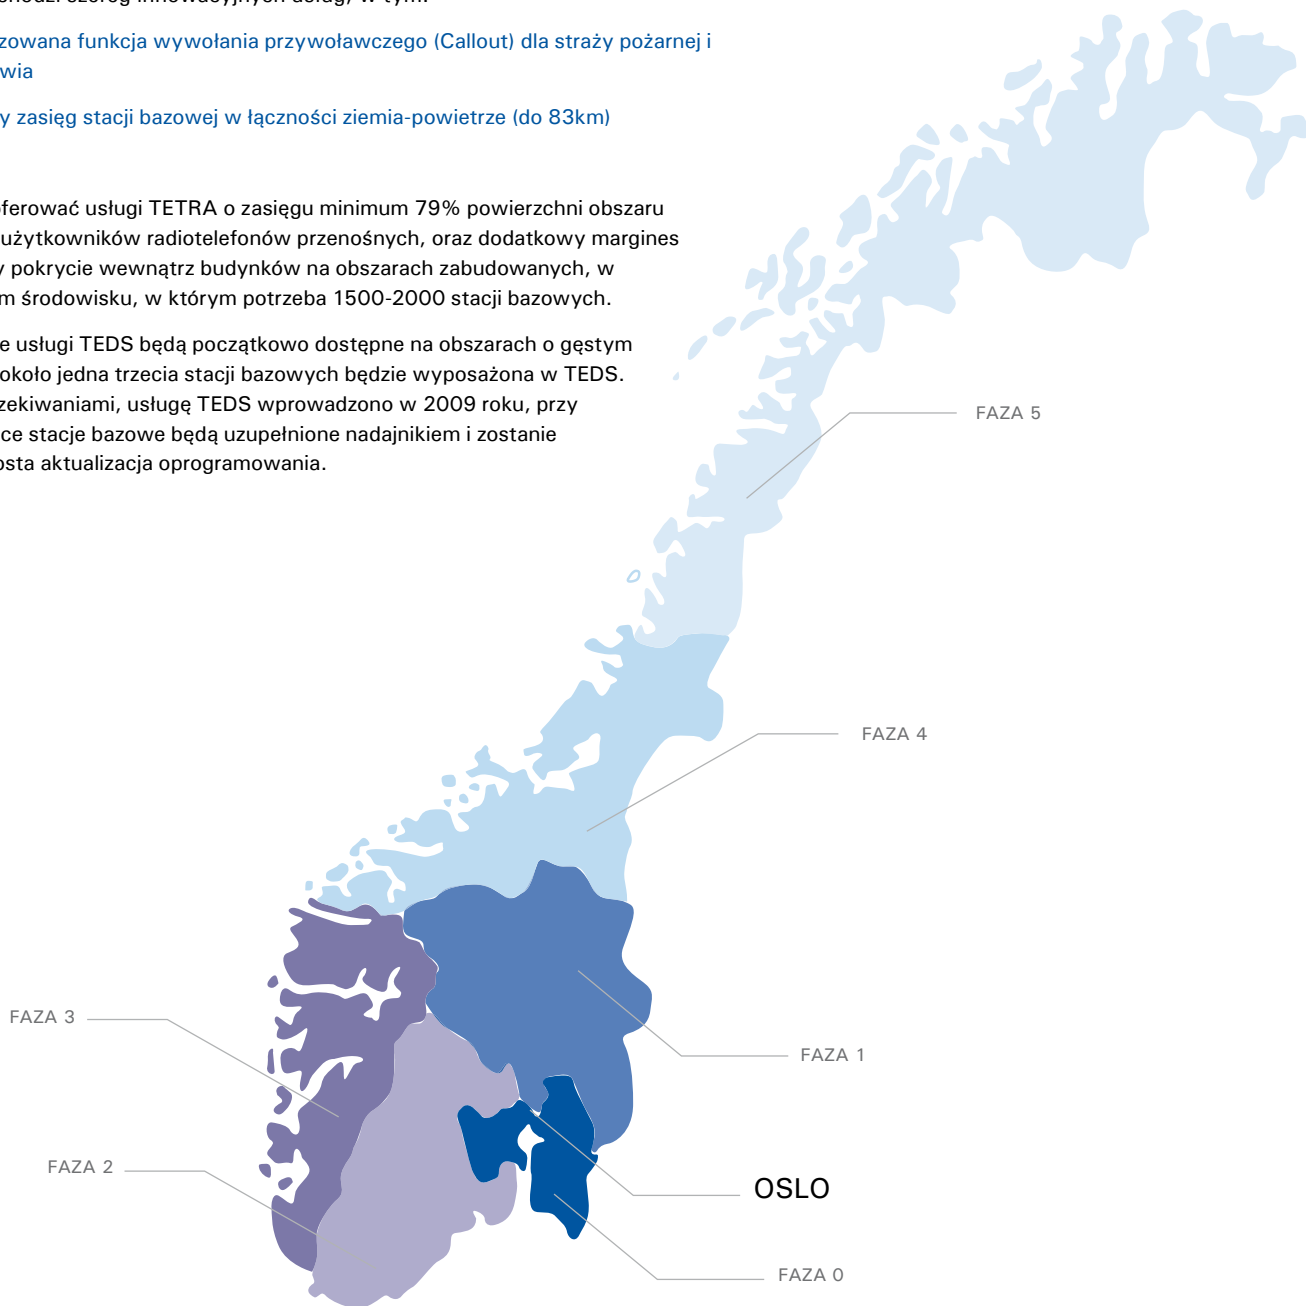 zowana funkcja wywołania przywoławczego (Callout) dla straży pożarnej i
wia
y zasięg stacji bazowej w łączności ziemia-powietrze (do 83km)
ferować usługi TETRA o zasięgu minimum 79% powierzchni obszaru
użytkowników radiotelefonów przenośnych, oraz dodatkowy margines
y pokrycie wewnątrz budynków na obszarach zabudowanych, w
m środowisku, w którym potrzeba 1500-2000 stacji bazowych.
e usługi TEDS będą początkowo dostępne na obszarach o gęstym
około jedna trzecia stacji bazowych będzie wyposażona w TEDS.
zekiwaniami, usługę TEDS wprowadzono w 2009 roku, przy
ce stacje bazowe będą uzupełnione nadajnikiem i zostanie
osta aktualizacja oprogramowania.
FAZA 5
FAZA 4
FAZA 3
FAZA 1
FAZA 2
OSLO
FAZA 0